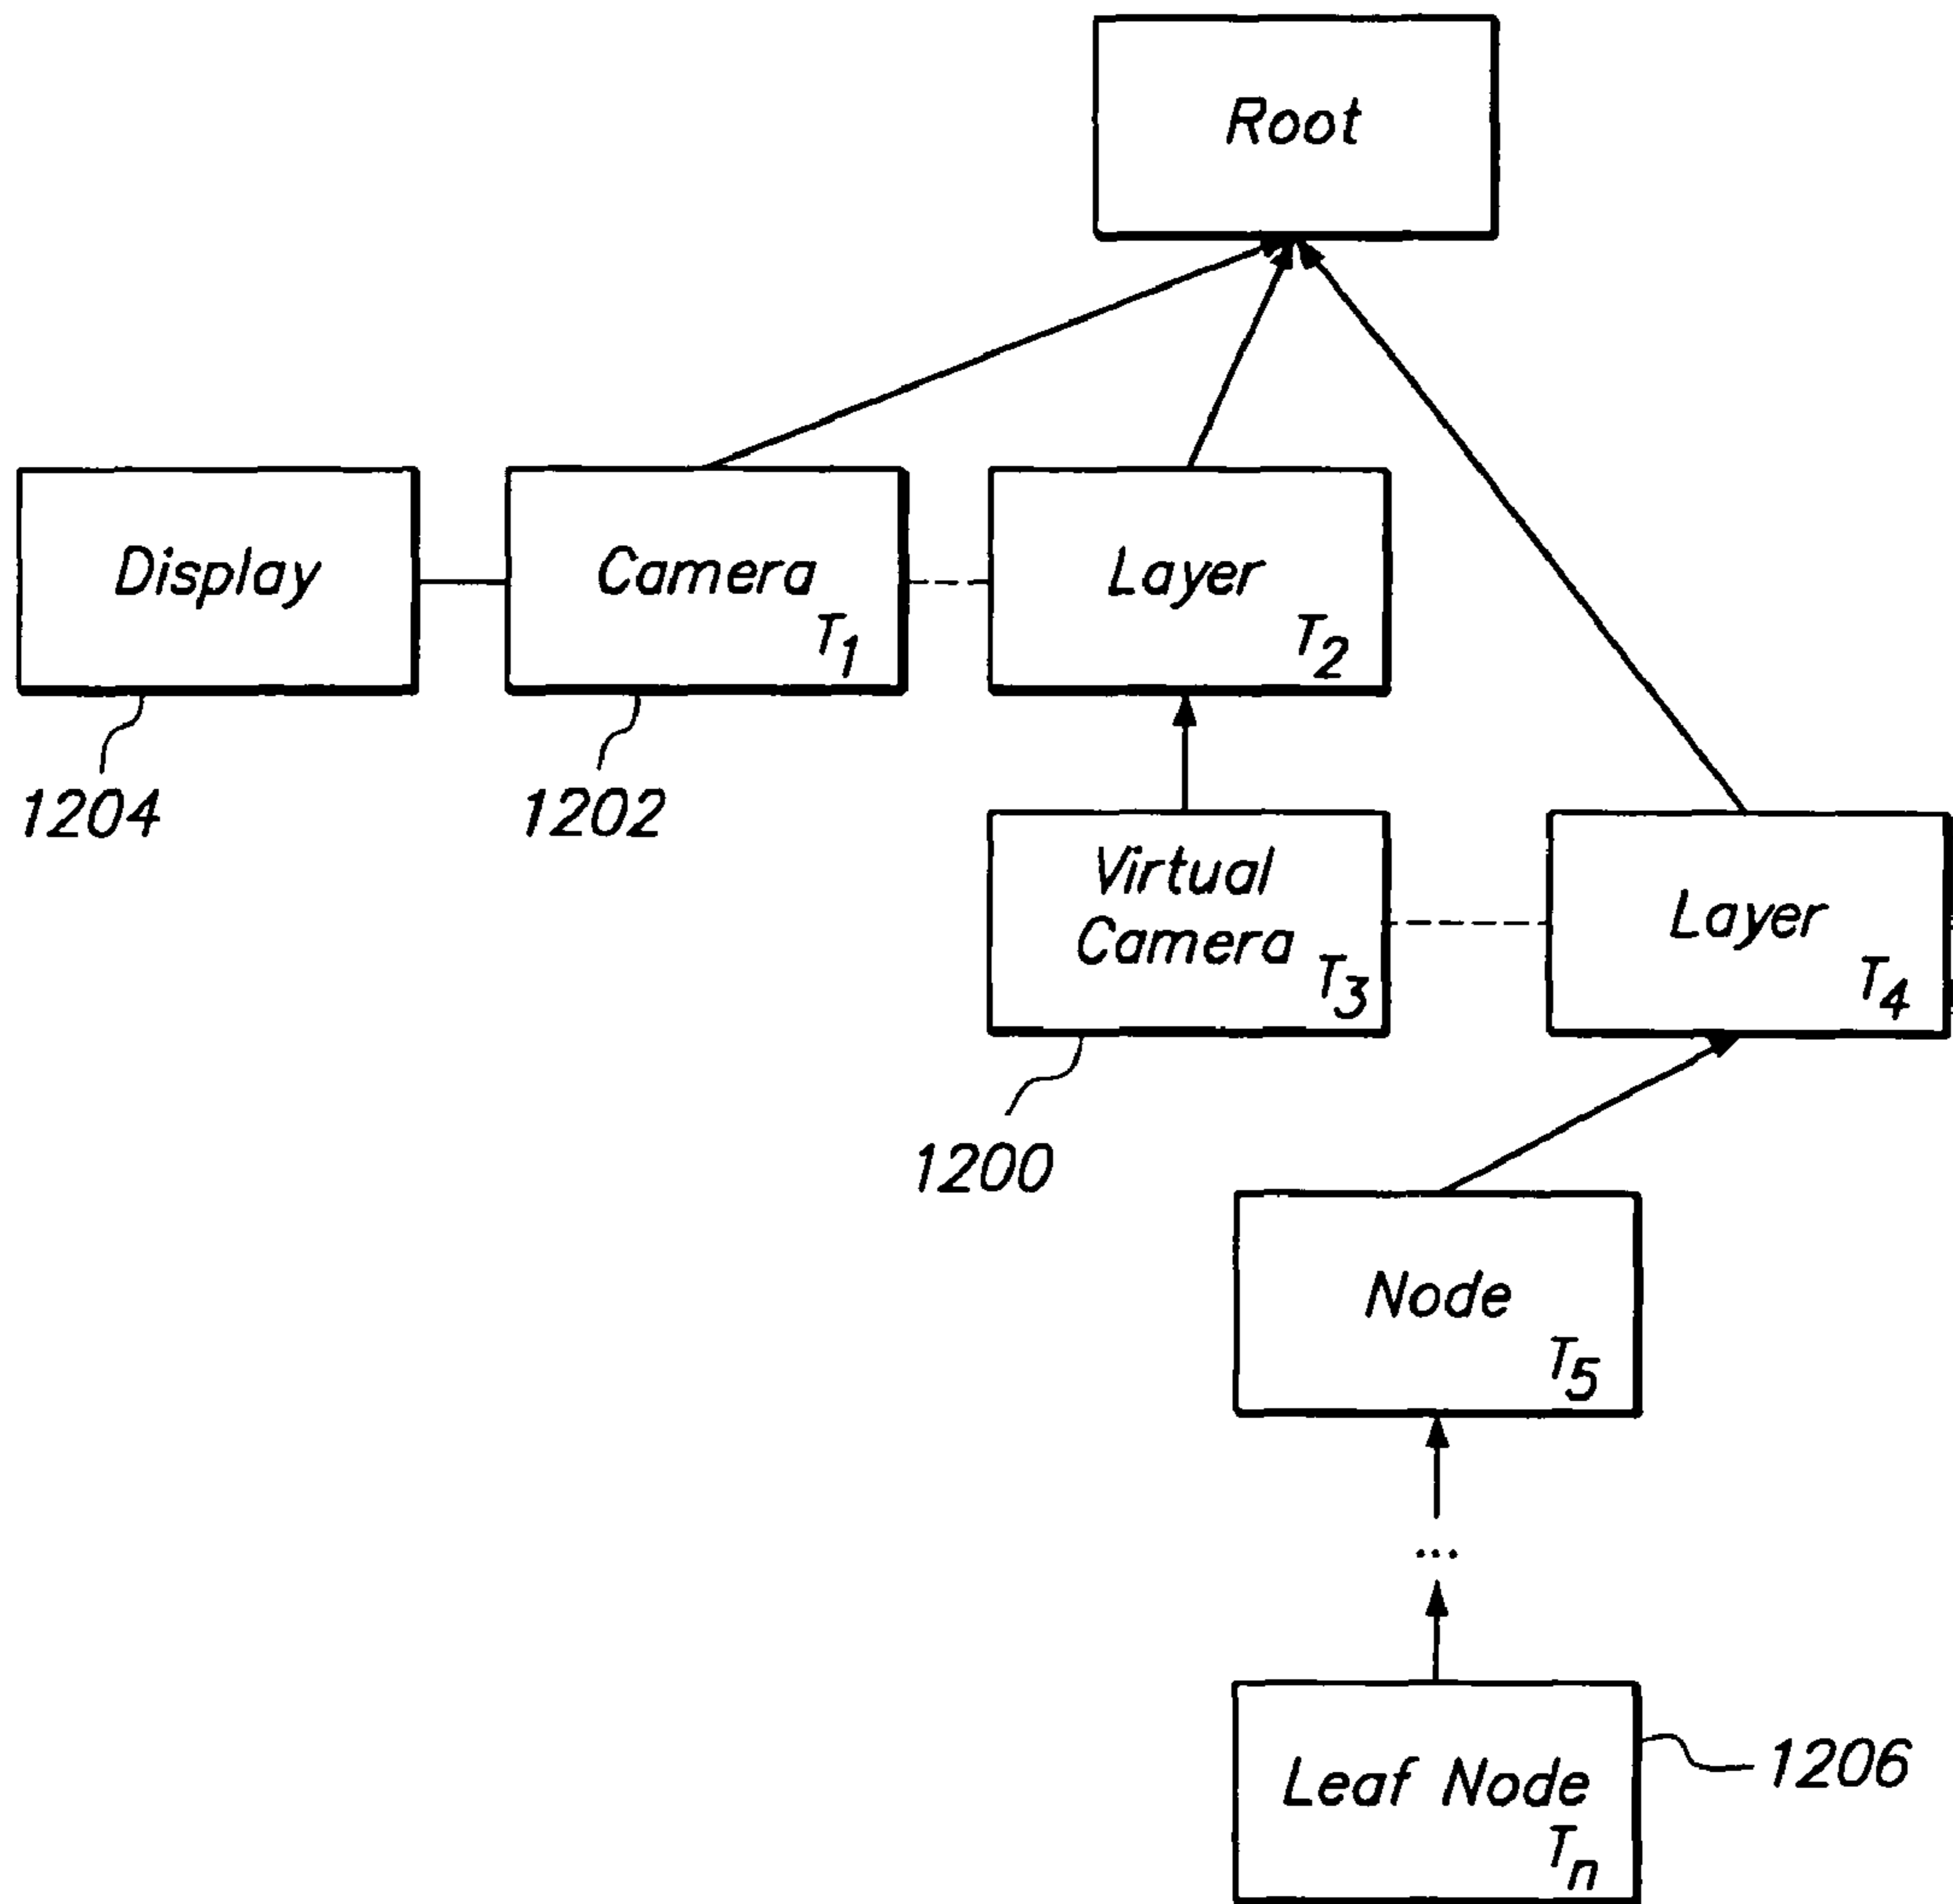 Root
Display
Camera
T1
Layer
T2
1204
1202
Virtual
Camera
T3
Layer
T4
1200
Node
T5
...
Leaf Node
Tn
1206